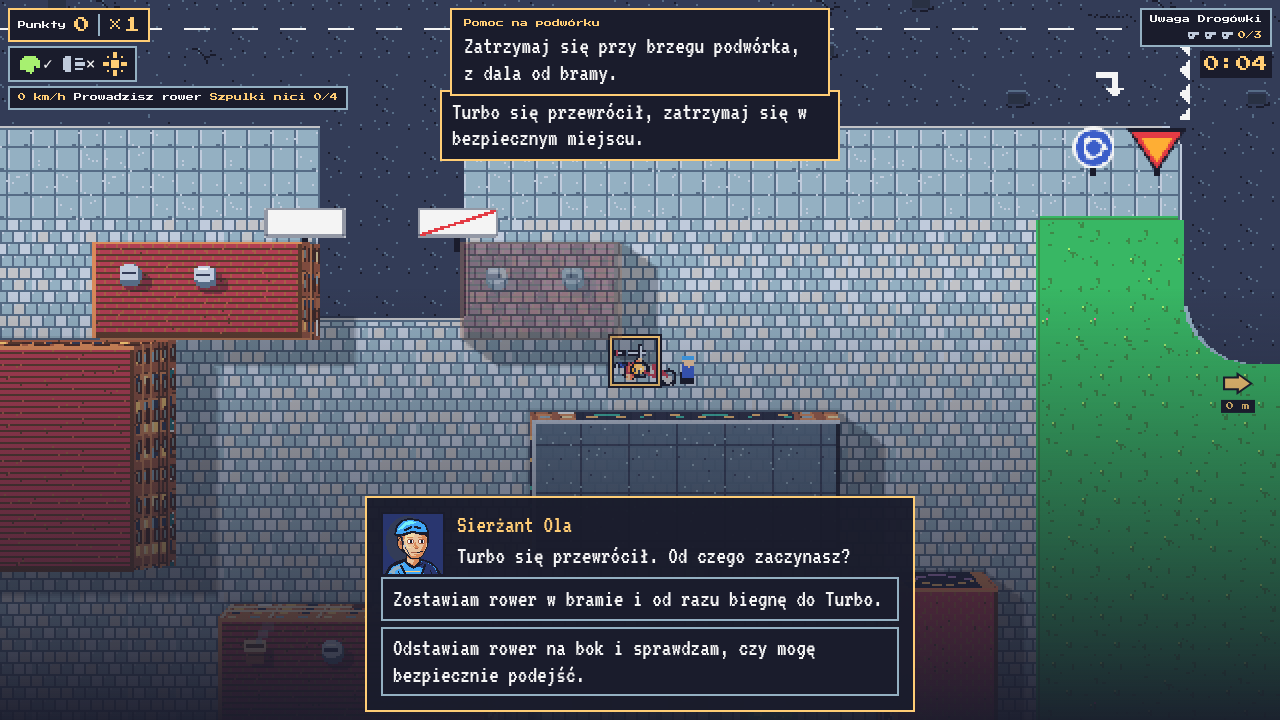 Punkty 0 | ×1
0 km/h Prowadzisz rower Szpulki nici 0/4
Pomoc na podwórku
Zatrzymaj się przy brzegu podwórka,
z dala od bramy.
Turbo się przewrócił, zatrzymaj się w
bezpiecznym miejscu.
Uwaga Drogówki
0/3
0:04
0 m
Sierżant Ola
Turbo się przewrócił. Od czego zaczynasz?
Zostawiam rower w bramie i od razu biegnę do Turbo.
Odstawiam rower na bok i sprawdzam, czy mogę
bezpiecznie podejść.